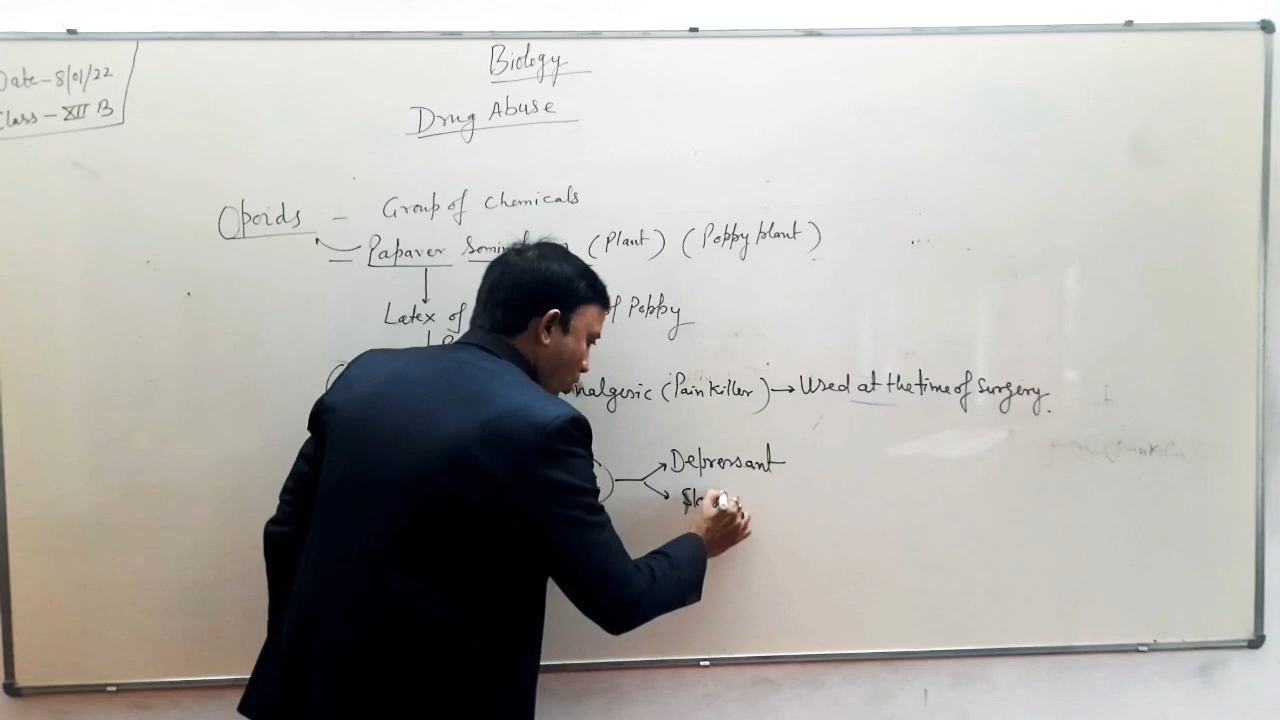 Date-8/01/22
Class - XII B
Biology
Drug Abuse
Opoids - Group of Chemicals
Papaver (Plant) (Poppy plant)
Latex of of Poppy
(Pain killer) → Used at the time of Surgery.
Depressant